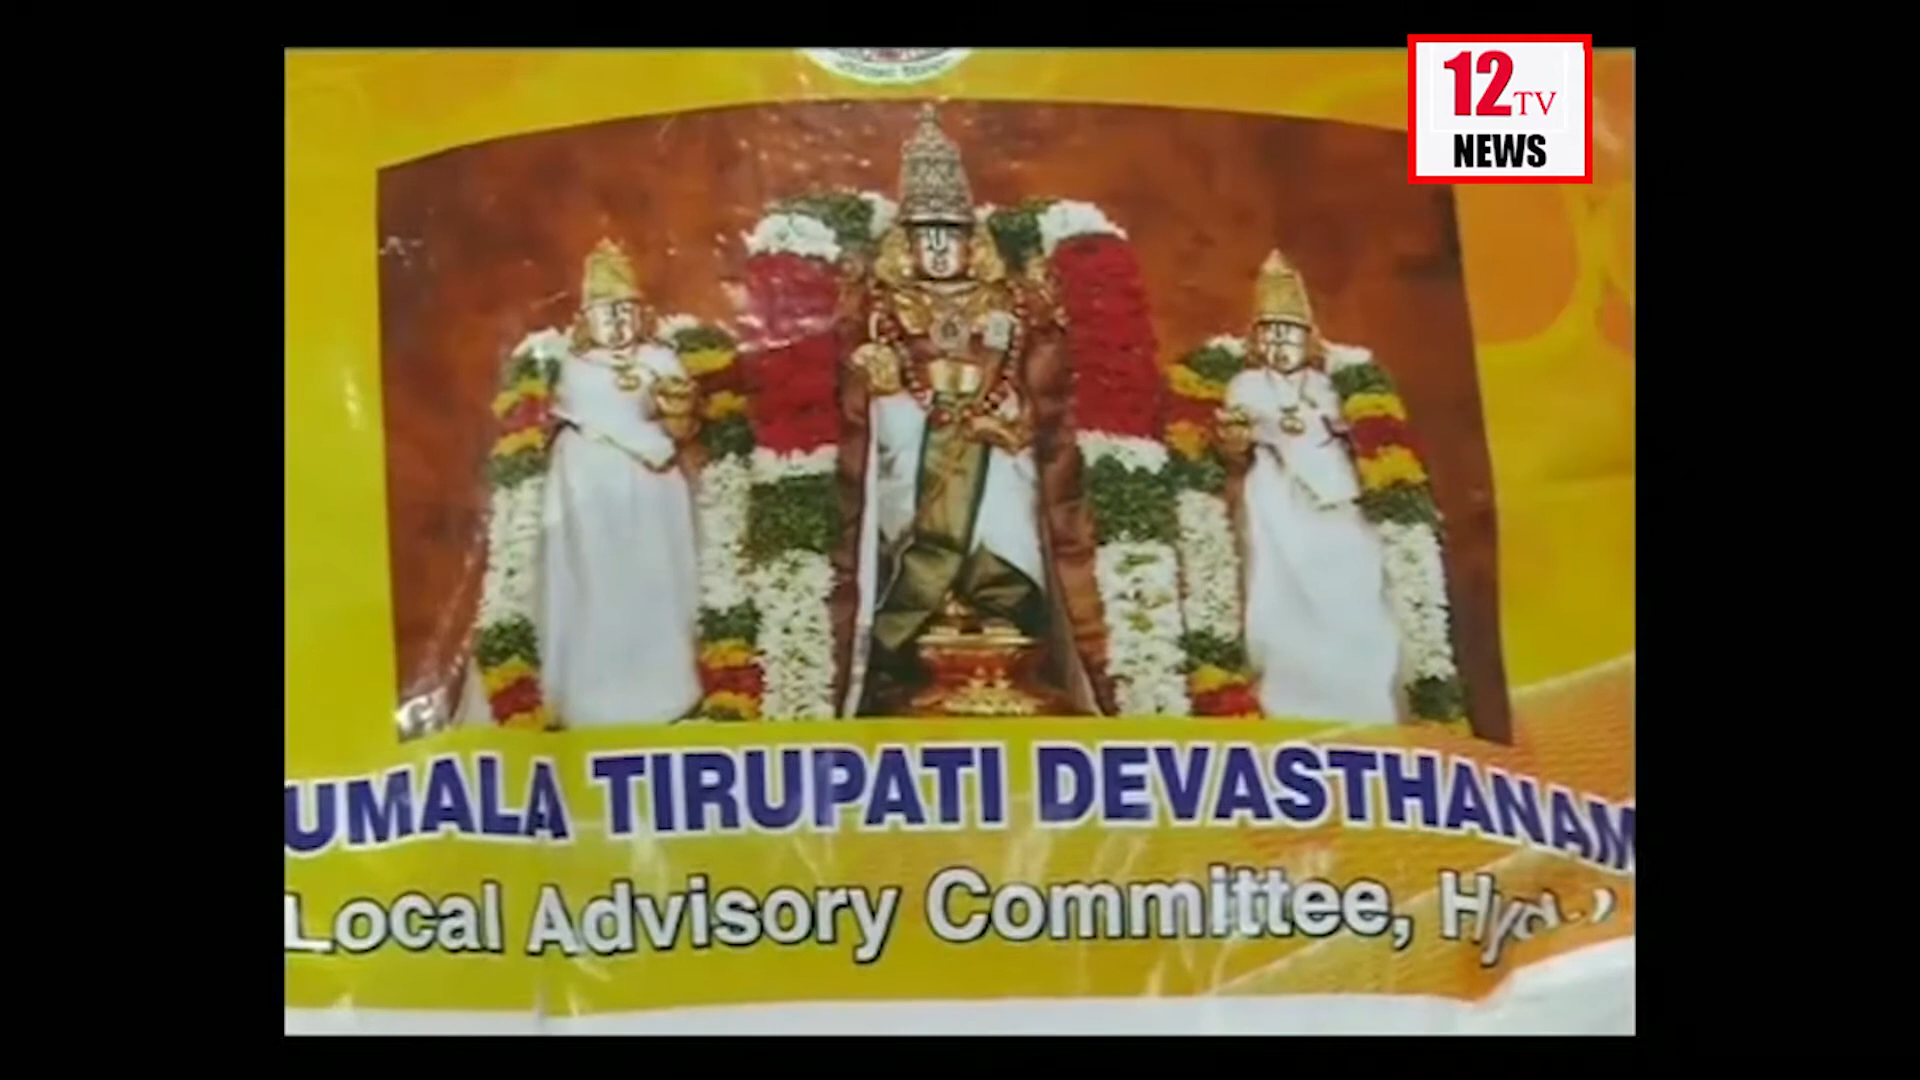 12 TV
NEWS
UMALA TIRUPATI DEVASTHANAM
Local Advisory Committee,